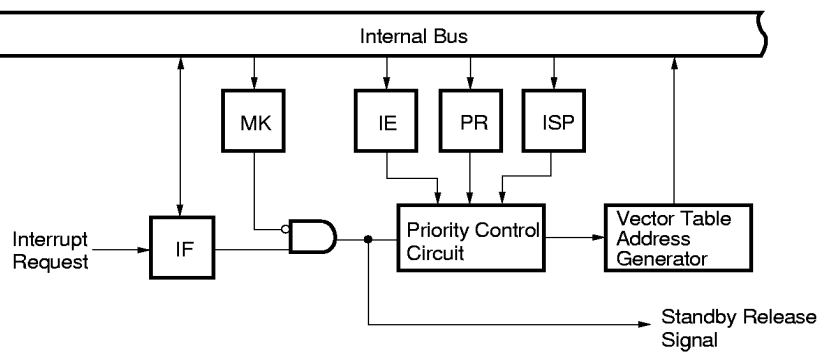 Internal Bus
MK
IE
PR
ISP
Interrupt
Request
IF
Priority Control
Circuit
Vector Table
Address
Generator
Standby Release
Signal